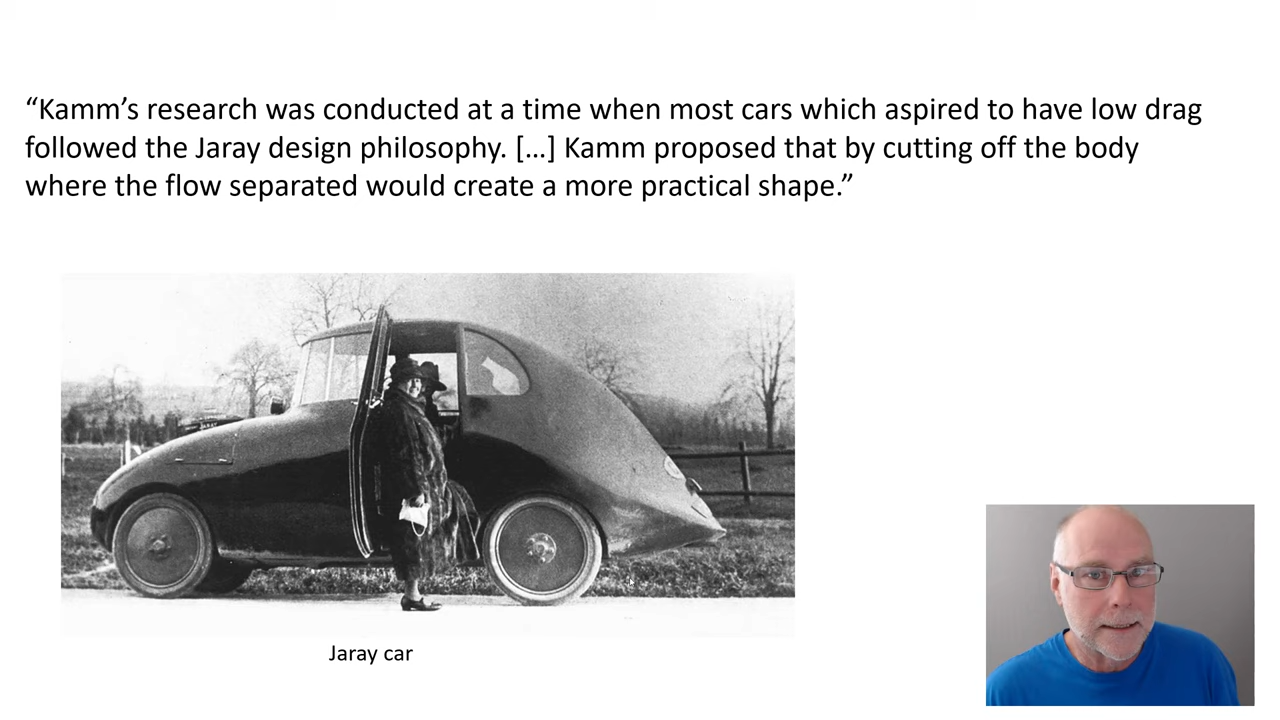 “Kamm’s research was conducted at a time when most cars which aspired to have low drag
followed the Jaray design philosophy. [...] Kamm proposed that by cutting off the body
where the flow separated would create a more practical shape.”
Jaray car